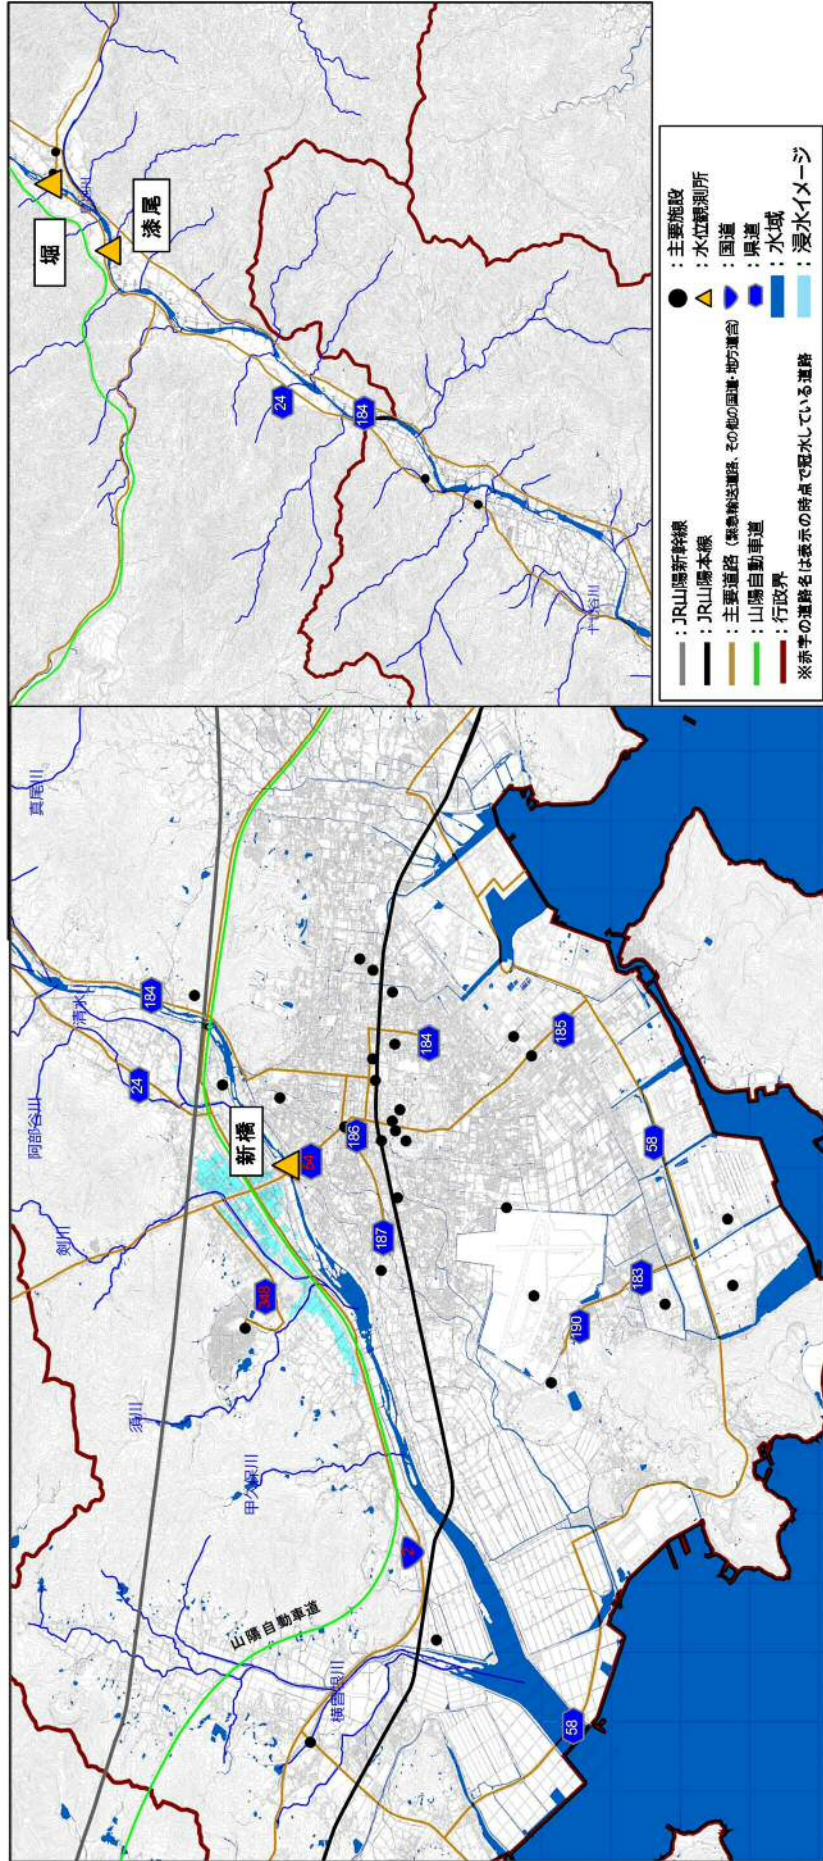 堀
漆尾
24
184
十七谷川
真尾川
184
清水
24
阿部谷川
剣川
新橋
54
348
須川
甲久保川
山陽自動車道
横曽根川
2
186
187
184
185
58
183
190
58
：JR山陽新幹線
：JR山陽本線
：主要道路（緊急輸送道路、その他の国道・地方道含）
：山陽自動車道
：行政界
※赤字の道路名は表示の時点で冠水している道路
：主要施設
：水位観測所
：国道
：県道
：水域
：浸水イメージ